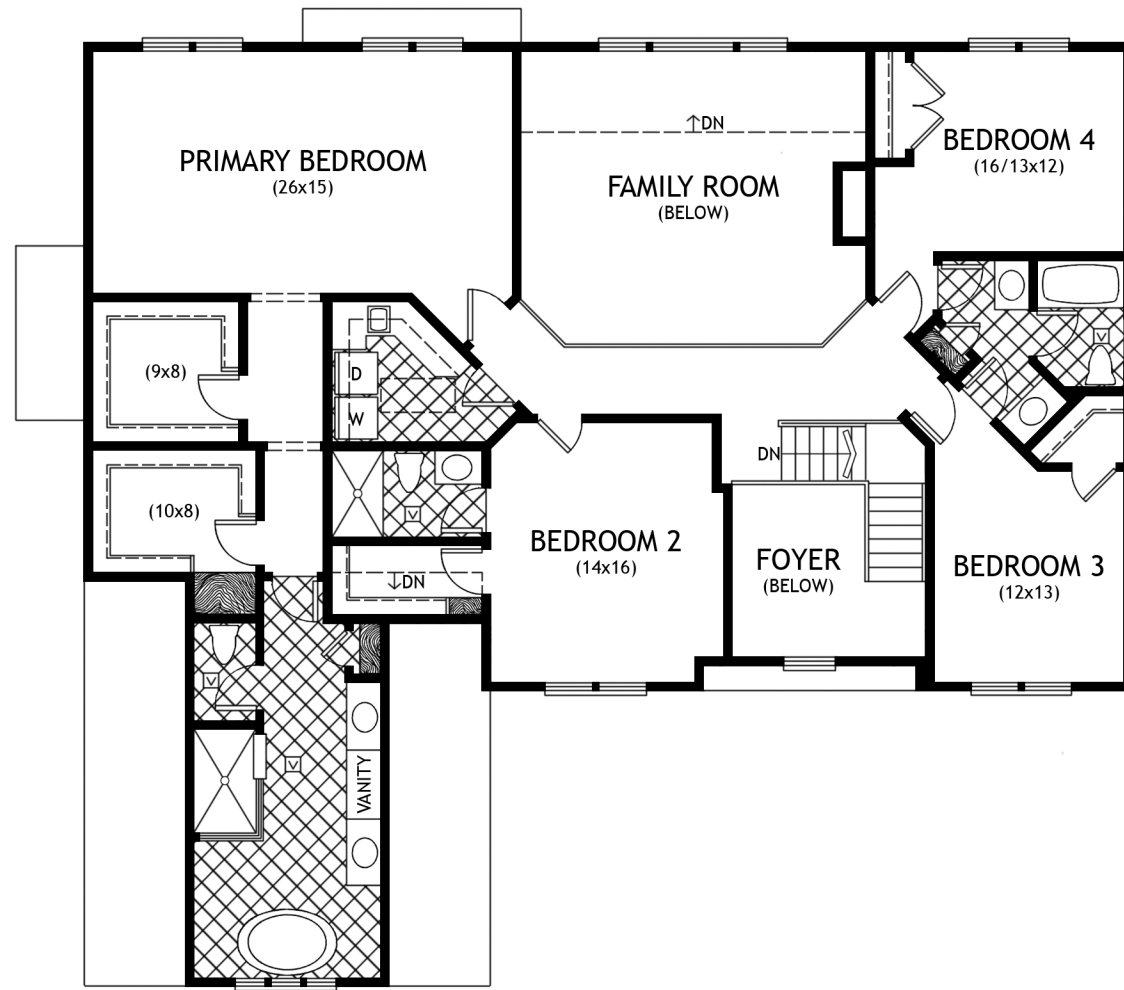 ↑DN
PRIMARY BEDROOM
(26x15)
FAMILY ROOM
(BELOW)
BEDROOM 4
(16/13x12)
(9x8)
D
W
V
DN
(10x8)
V
BEDROOM 2
(14x16)
FOYER
(BELOW)
BEDROOM 3
(12x13)
↓DN
V
V
VANITY